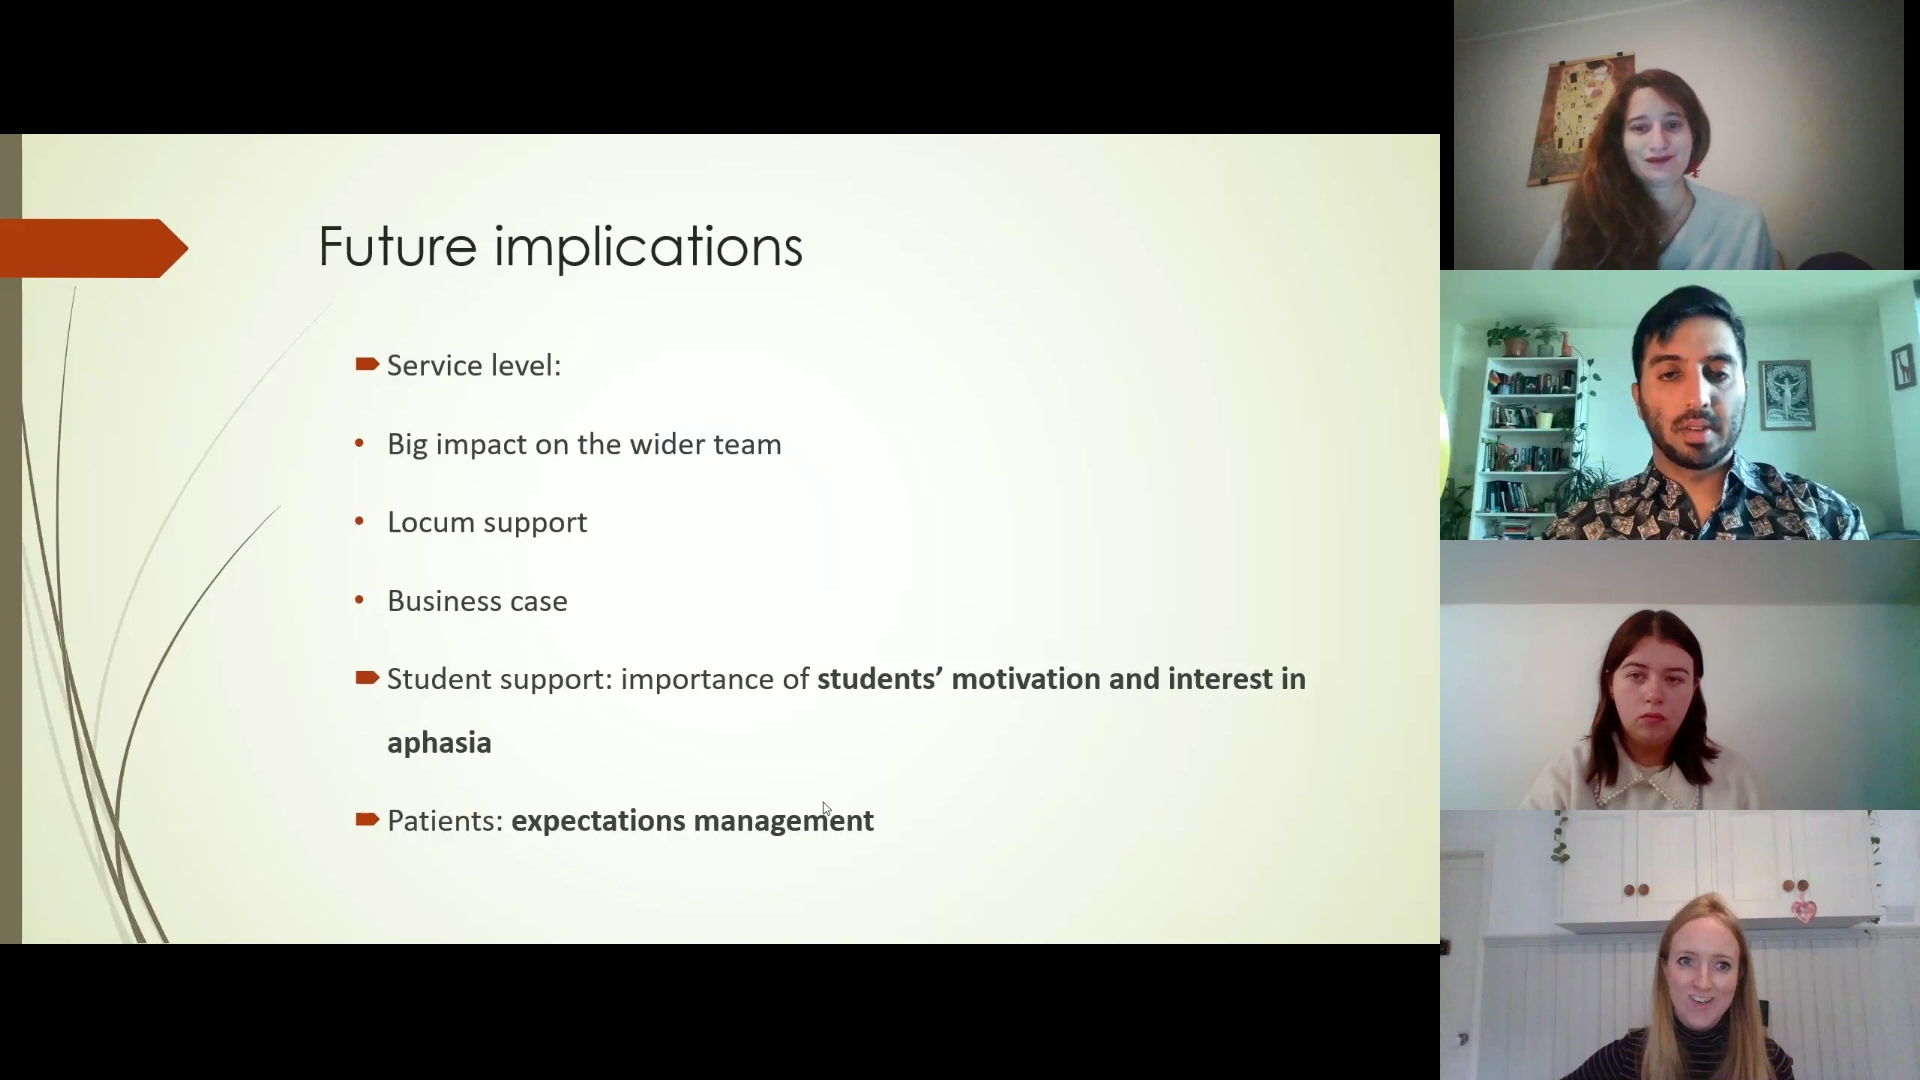 Future implications
Service level:
• Big impact on the wider team
• Locum support
• Business case
Student support: importance of students’ motivation and interest in
aphasia
Patients: expectations management